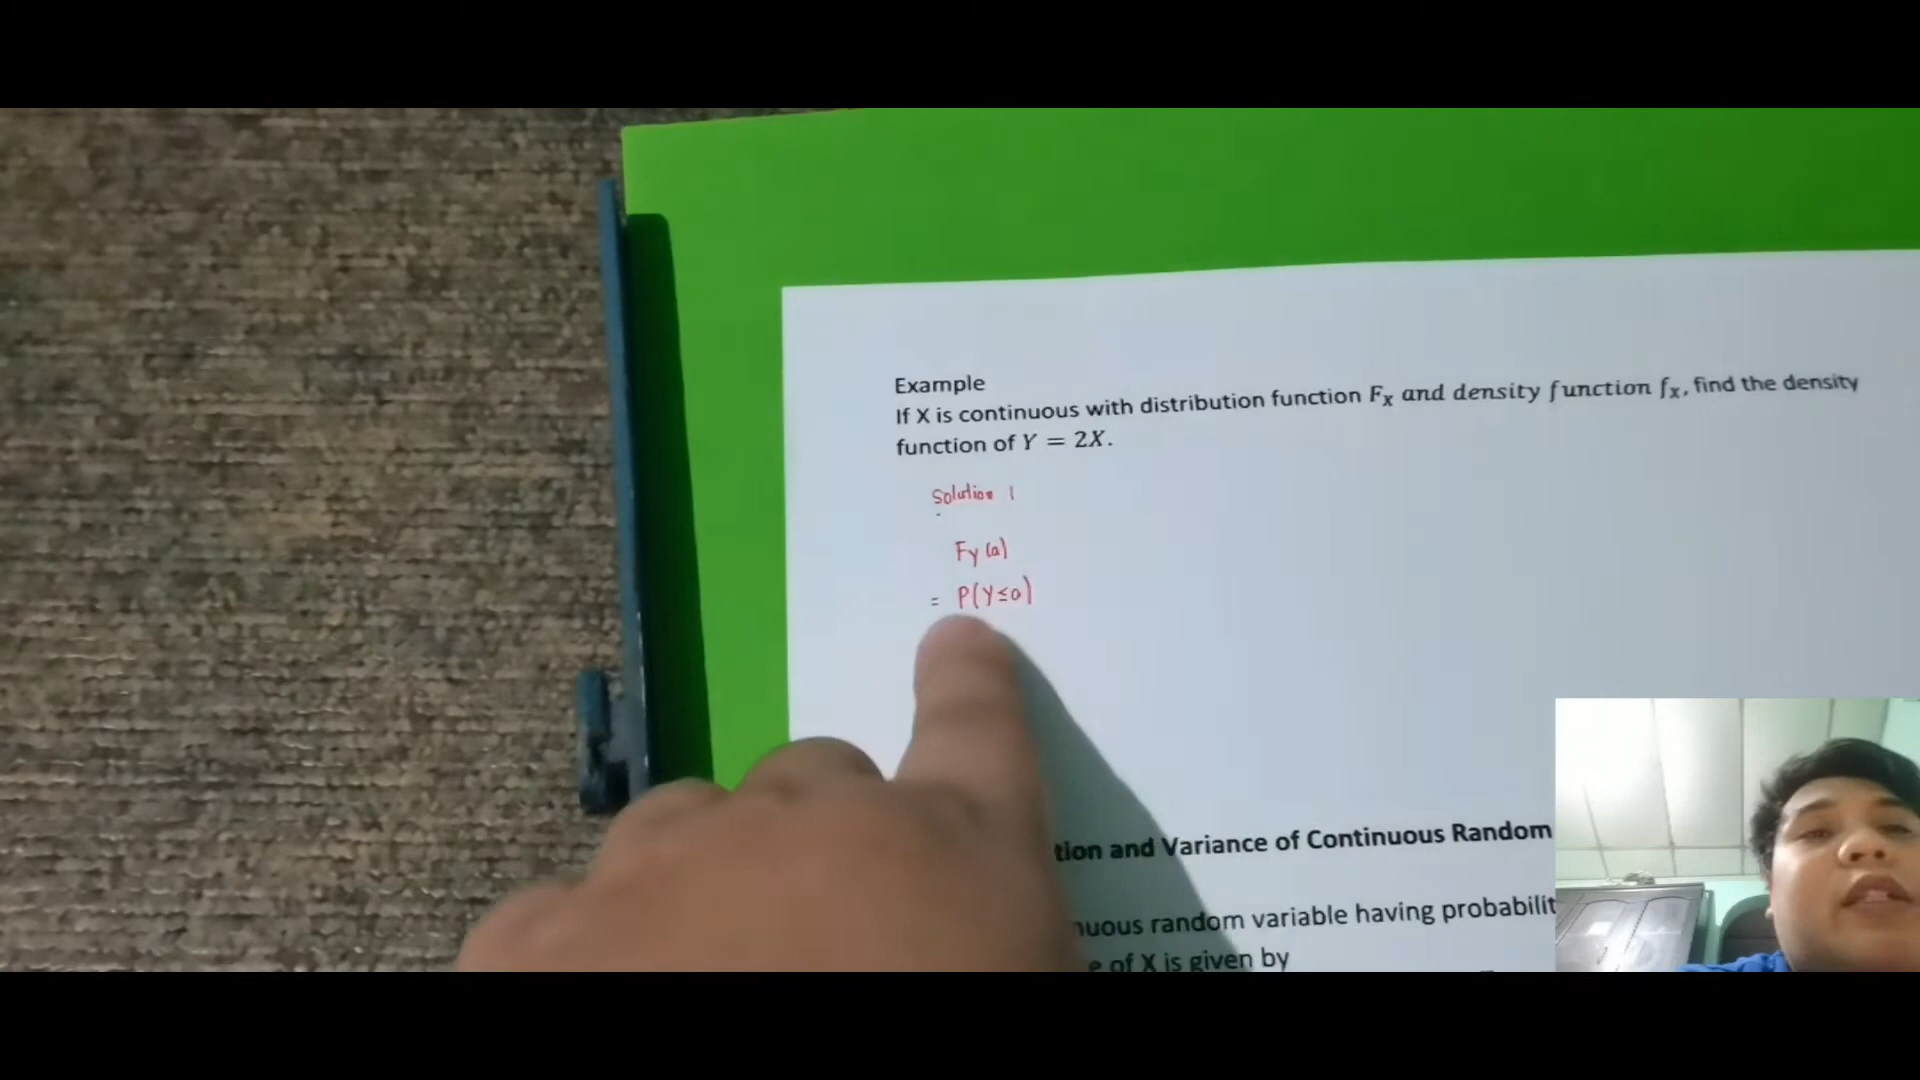 Example
If X is continuous with distribution function Fₓ and density function fₓ, find the density
function of Y = 2X.
Solution 1
Fy (a)
= P(Y≤a)
tion and Variance of Continuous Random
nuous random variable having probabilit
e of X is given by